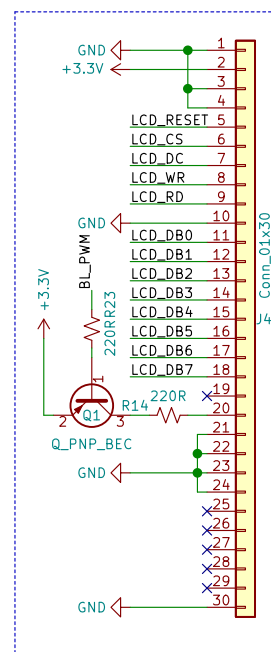 GND
1
+3.3V
2
3
4
LCD_RESET
5
LCD_CS
6
LCD_DC
7
LCD_WR
8
LCD_RD
9
GND
10
LCD_DB0
11
LCD_DB1
12
LCD_DB2
13
LCD_DB3
14
LCD_DB4
15
LCD_DB5
16
LCD_DB6
17
LCD_DB7
18
19
20
21
22
23
24
25
26
27
28
29
30
Conn_01x30
J4
+3.3V
BL_PWM
R23
220R
1
Q1
2
3
Q_PNP_BEC
R14
220R
GND
GND